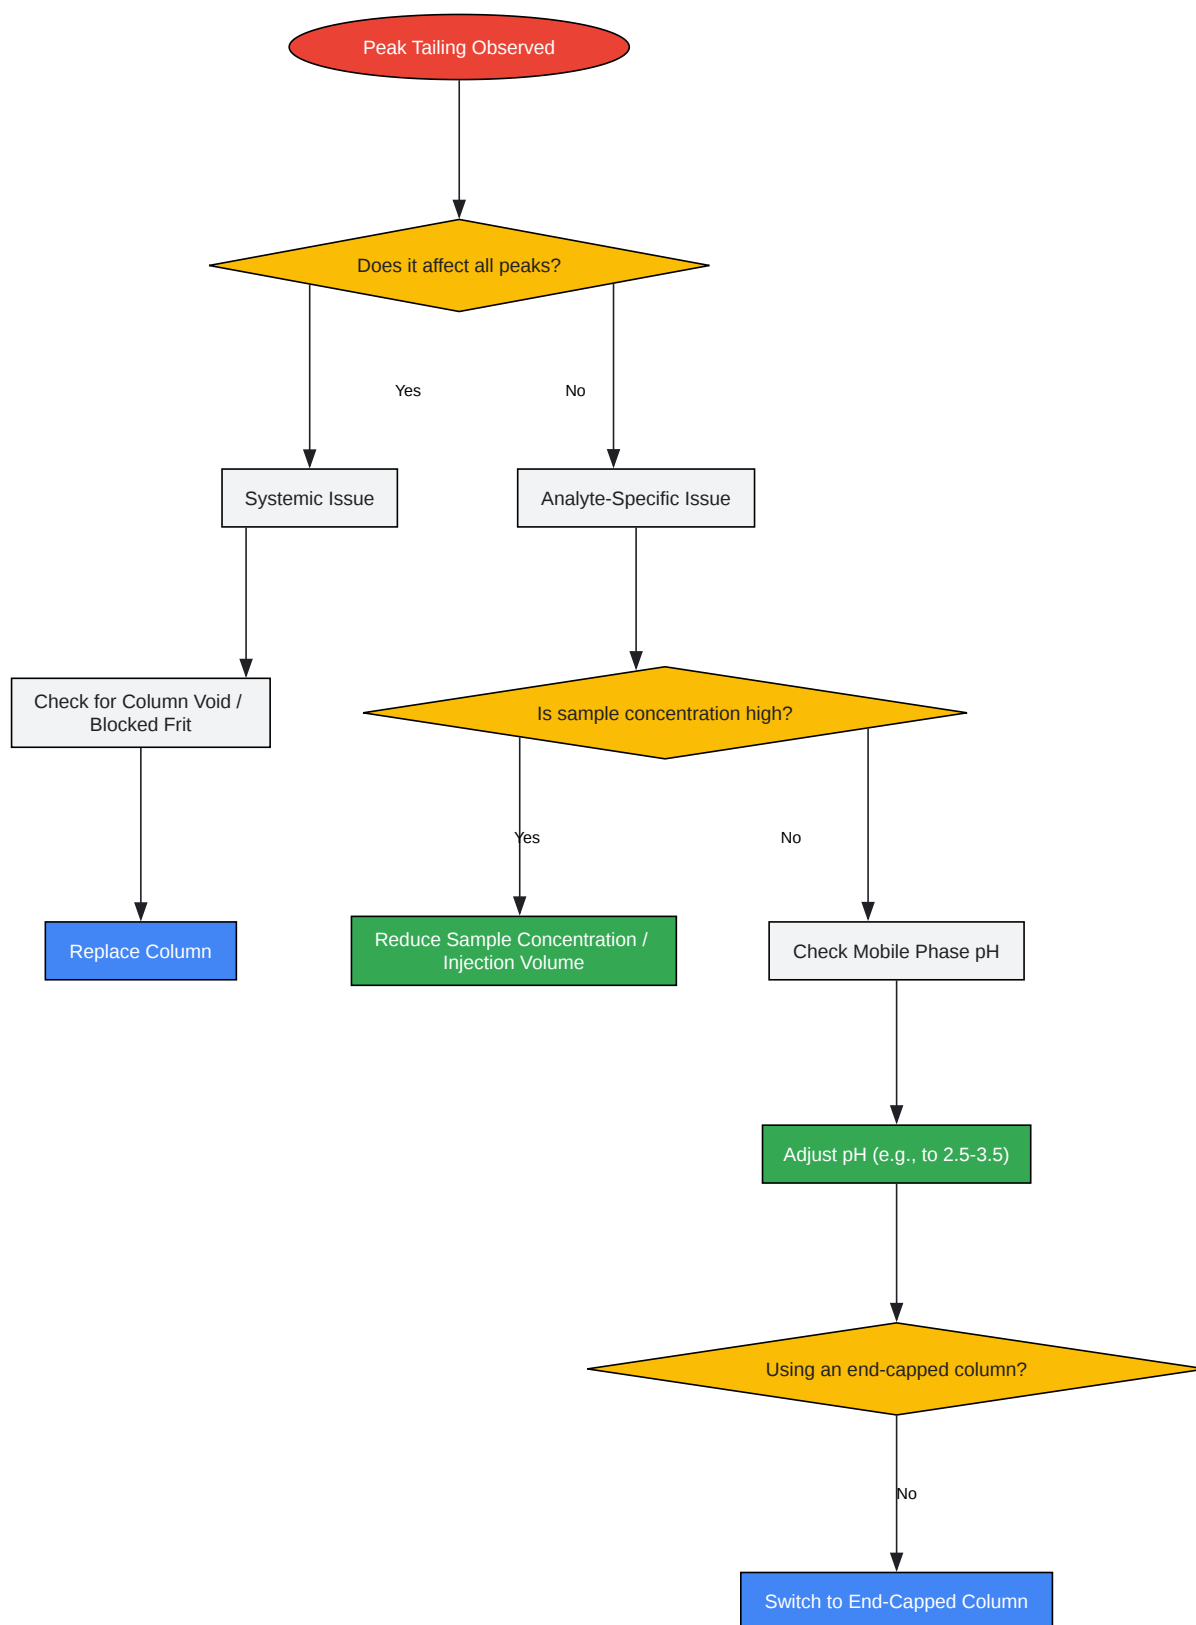 Peak Tailing Observed
Does it affect all peaks?
Yes
No
Systemic Issue
Analyte-Specific Issue
Check for Column Void /
Blocked Frit
Is sample concentration high?
Yes
No
Replace Column
Reduce Sample Concentration /
Injection Volume
Check Mobile Phase pH
Adjust pH (e.g., to 2.5-3.5)
Using an end-capped column?
No
Switch to End-Capped Column